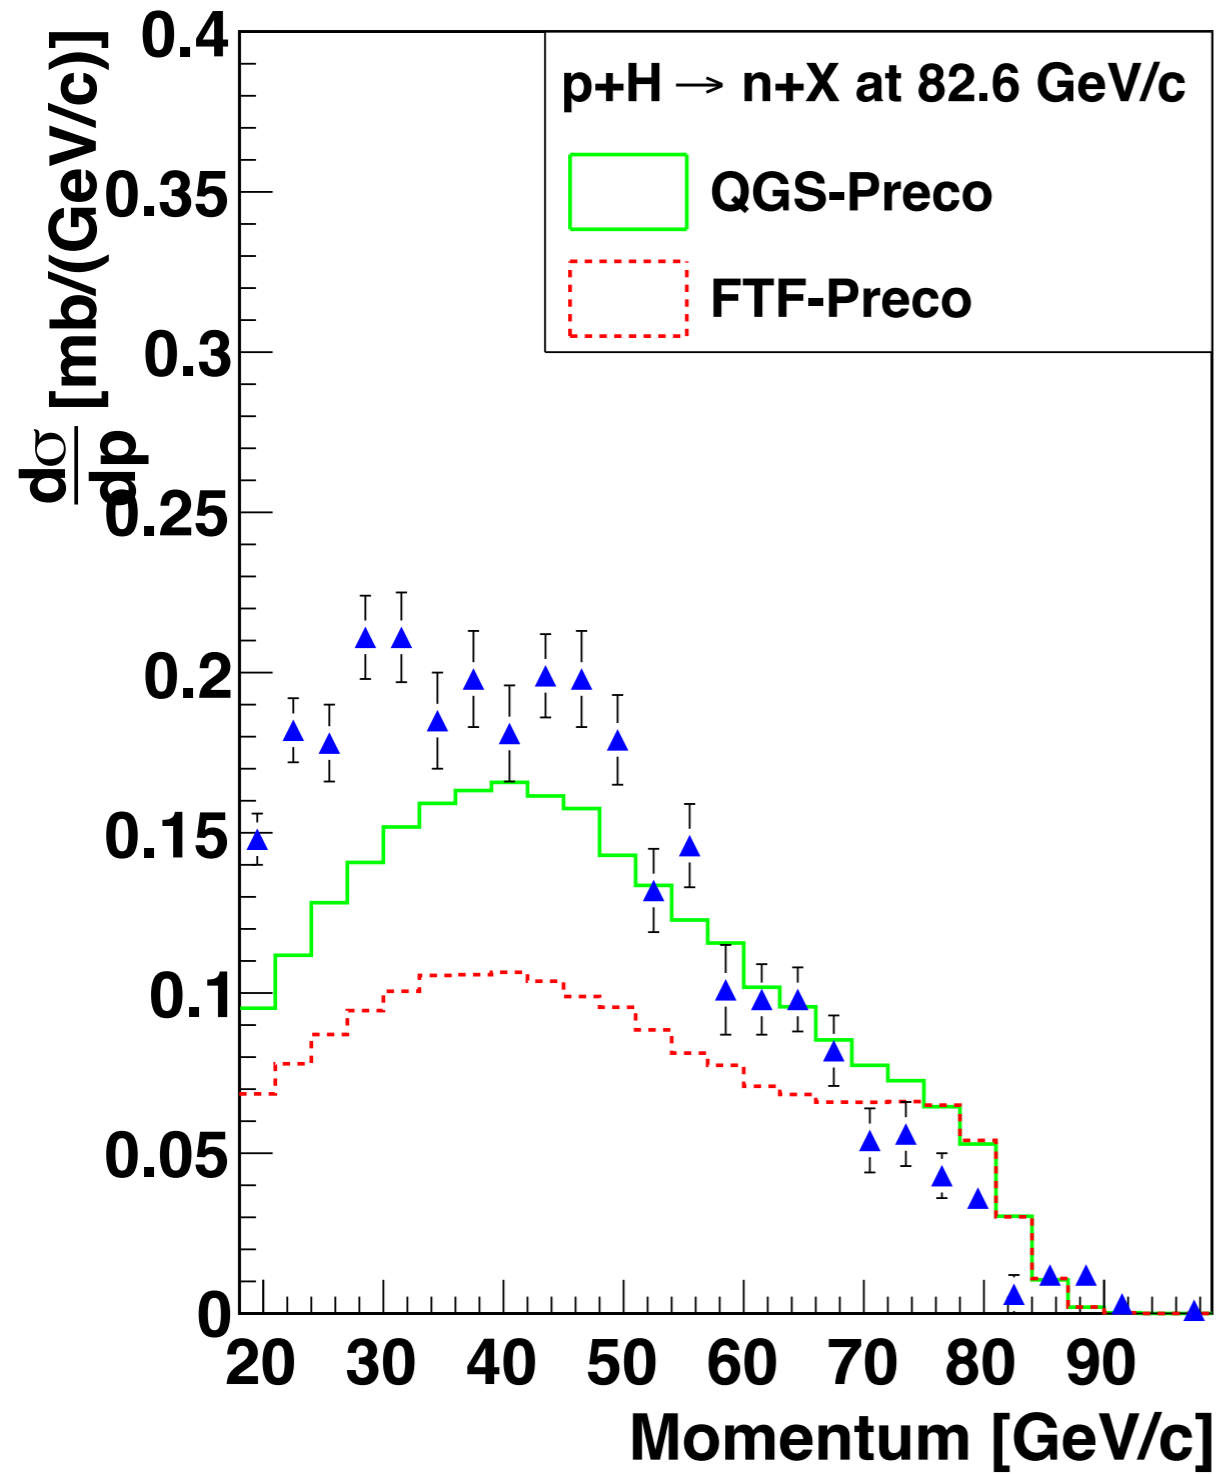 dσ/dp [mb/(GeV/c)]
0.4
0.35
0.3
0.25
0.2
0.15
0.1
0.05
0
p+H → n+X at 82.6 GeV/c
QGS-Preco
FTF-Preco
20 30 40 50 60 70 80 90
Momentum [GeV/c]